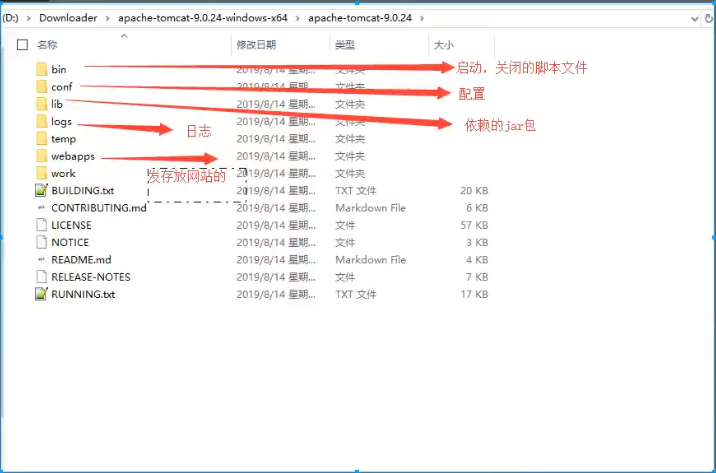 (D:) › Downloader › apache-tomcat-9.0.24-windows-x64 › apache-tomcat-9.0.24 ›
名称 修改日期 类型 大小
bin 2019/8/14 星期... 文件夹 启动，关闭的脚本文件
conf 2019/8/14 星期... 文件夹 配置
lib 2019/8/14 星期... 文件夹
logs 2019/8/14 星期... 文件夹 依赖的jar包
日志
temp 2019/8/14 星期... 文件夹
webapps 2019/8/14 星期... 文件夹
work 2019/8/14 星期... 文件夹
发存放网站的
BUILDING.txt 2019/8/14 星期... TXT 文件 20 KB
CONTRIBUTING.md 2019/8/14 星期... Markdown File 6 KB
LICENSE 2019/8/14 星期... 文件 57 KB
NOTICE 2019/8/14 星期... 文件 3 KB
README.md 2019/8/14 星期... Markdown File 4 KB
RELEASE-NOTES 2019/8/14 星期... 文件 7 KB
RUNNING.txt 2019/8/14 星期... TXT 文件 17 KB